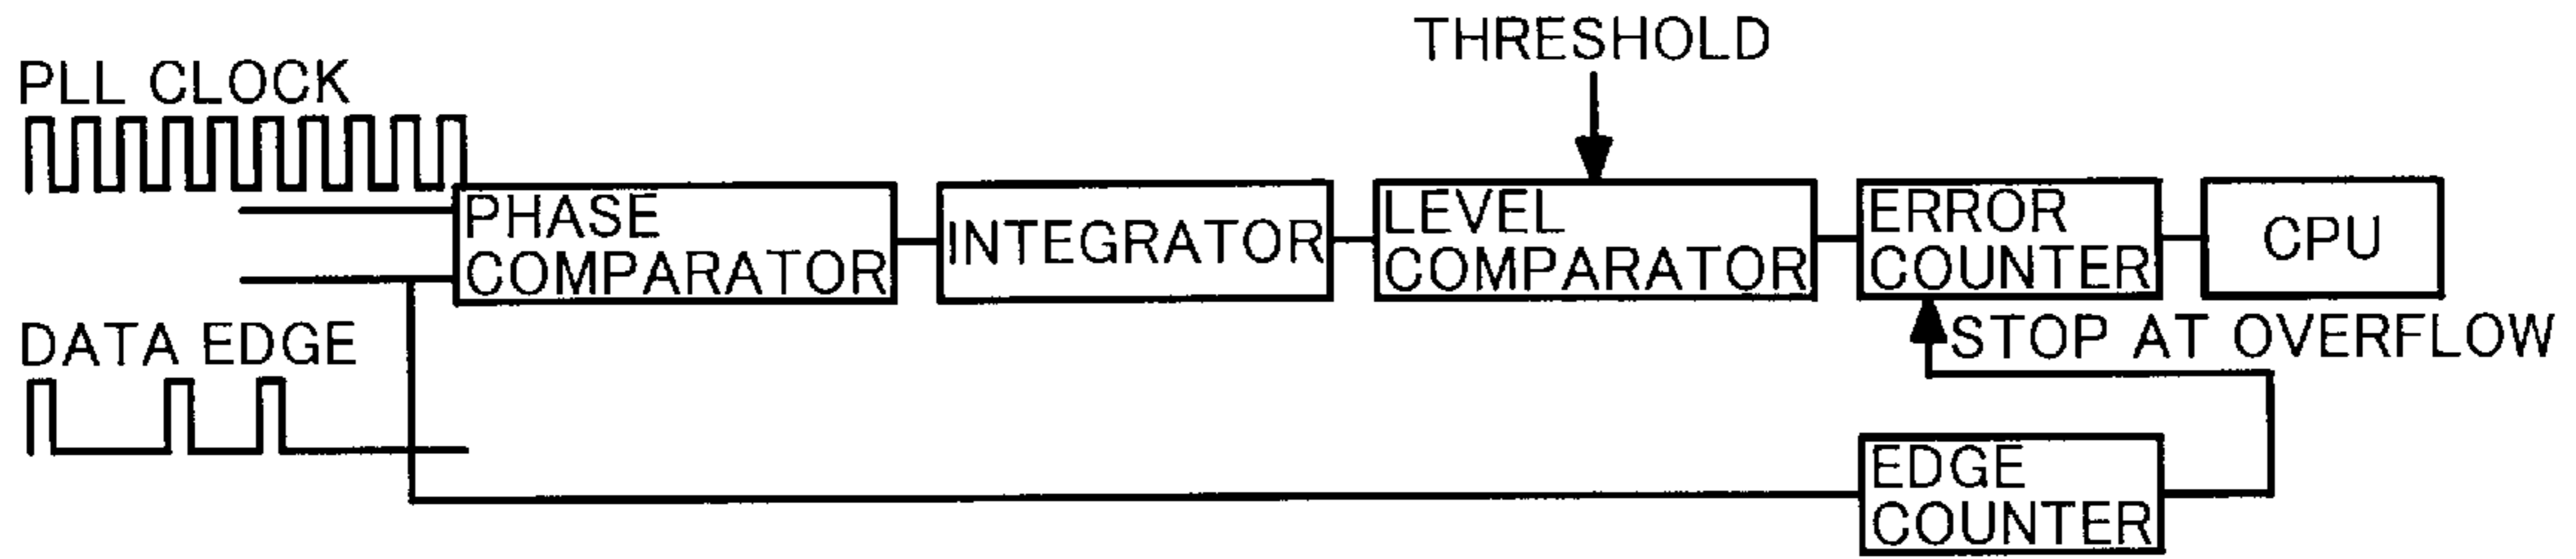 THRESHOLD
PLL CLOCK
PHASE
COMPARATOR
INTEGRATOR
LEVEL
COMPARATOR
ERROR
COUNTER
CPU
DATA EDGE
STOP AT OVERFLOW
EDGE
COUNTER